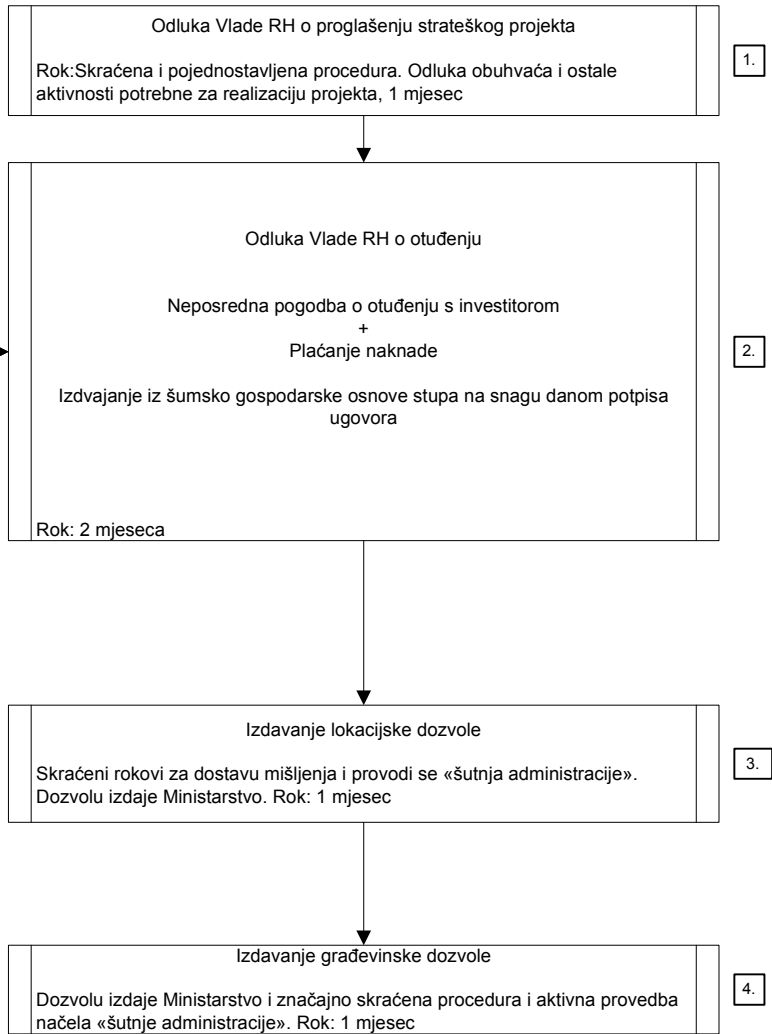 Odluka Vlade RH o proglašenju strateškog projekta
Rok:Skraćena i pojednostavljena procedura. Odluka obuhvaća i ostale
aktivnosti potrebne za realizaciju projekta, 1 mjesec
1.
Odluka Vlade RH o otuđenju
Neposredna pogodba o otuđenju s investitorom
+
Plaćanje naknade
Izdvajanje iz šumsko gospodarske osnove stupa na snagu danom potpisa
ugovora
Rok: 2 mjeseca
2.
Izdavanje lokacijske dozvole
Skraćeni rokovi za dostavu mišljenja i provodi se «šutnja administracije».
Dozvolu izdaje Ministarstvo. Rok: 1 mjesec
3.
Izdavanje građevinske dozvole
Dozvolu izdaje Ministarstvo i značajno skraćena procedura i aktivna provedba
načela «šutnje administracije». Rok: 1 mjesec
4.